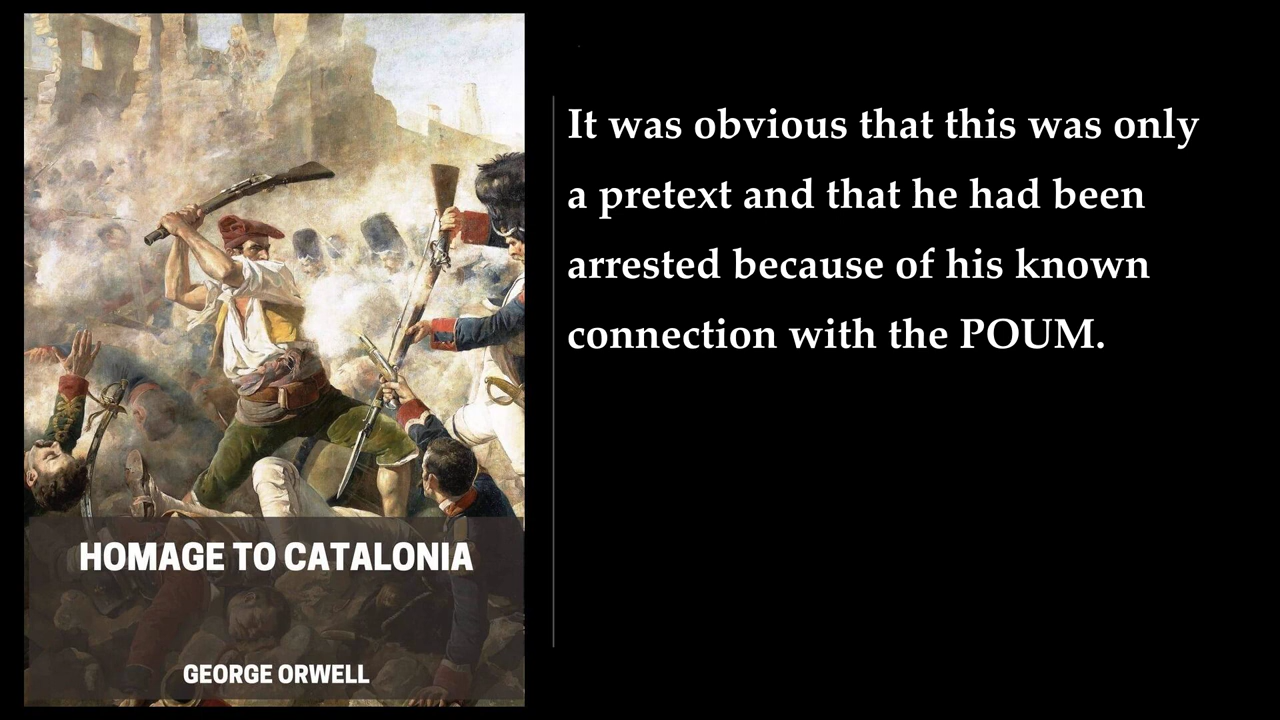 HOMAGE TO CATALONIA
GEORGE ORWELL
It was obvious that this was only
a pretext and that he had been
arrested because of his known
connection with the POUM.